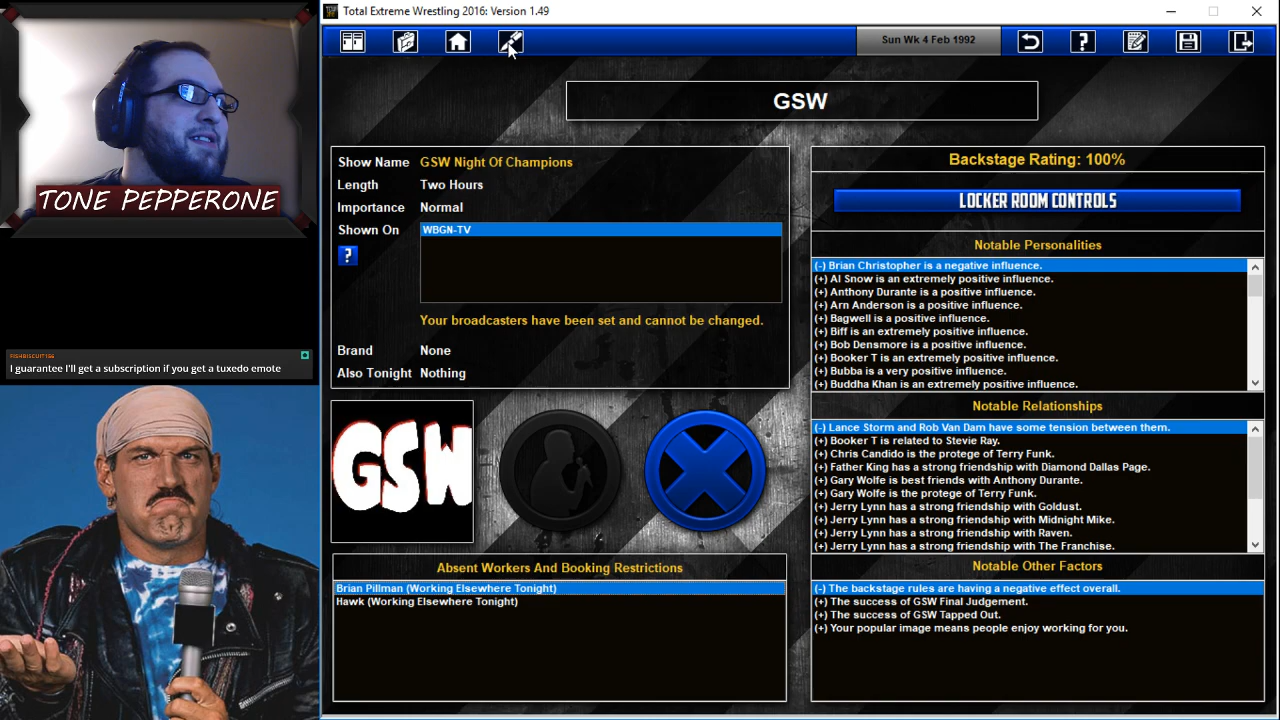 Total Extreme Wrestling 2016: Version 1.49
Sun Wk 4 Feb 1992
GSW
TONE PEPPERONE
FISHBISCUIT156
I guarantee I'll get a subscription if you get a tuxedo emote
Show Name GSW Night Of Champions
Length Two Hours
Importance Normal
Shown On WBGN-TV
?
Your broadcasters have been set and cannot be changed.
Brand None
Also Tonight Nothing
GSW
Absent Workers And Booking Restrictions
Brian Pillman (Working Elsewhere Tonight)
Hawk (Working Elsewhere Tonight)
Backstage Rating: 100%
LOCKER ROOM CONTROLS
Notable Personalities
(-) Brian Christopher is a negative influence.
(+) Al Snow is an extremely positive influence.
(+) Anthony Durante is a positive influence.
(+) Arn Anderson is a positive influence.
(+) Bagwell is a positive influence.
(+) Biff is an extremely positive influence.
(+) Bob Densmore is a positive influence.
(+) Booker T is an extremely positive influence.
(+) Bubba is a very positive influence.
(+) Buddha Khan is an extremely positive influence.
Notable Relationships
(-) Lance Storm and Rob Van Dam have some tension between them.
(+) Booker T is related to Stevie Ray.
(+) Chris Candido is the protege of Terry Funk.
(+) Father King has a strong friendship with Diamond Dallas Page.
(+) Gary Wolfe is best friends with Anthony Durante.
(+) Gary Wolfe is the protege of Terry Funk.
(+) Jerry Lynn has a strong friendship with Goldust.
(+) Jerry Lynn has a strong friendship with Midnight Mike.
(+) Jerry Lynn has a strong friendship with Raven.
(+) Jerry Lynn has a strong friendship with The Franchise.
Notable Other Factors
(-) The backstage rules are having a negative effect overall.
(+) The success of GSW Final Judgement.
(+) The success of GSW Tapped Out.
(+) Your popular image means people enjoy working for you.